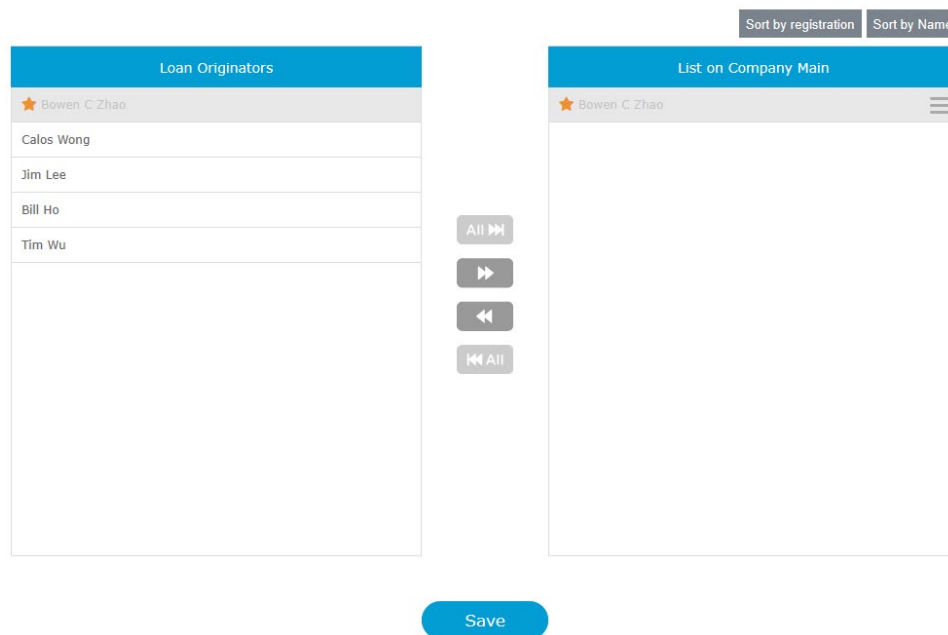 Sort by registration Sort by Name
Loan Originators List on Company Main
Bowen C Zhao Bowen C Zhao
Calos Wong
Jim Lee
Bill Ho
Tim Wu
All
All
Save